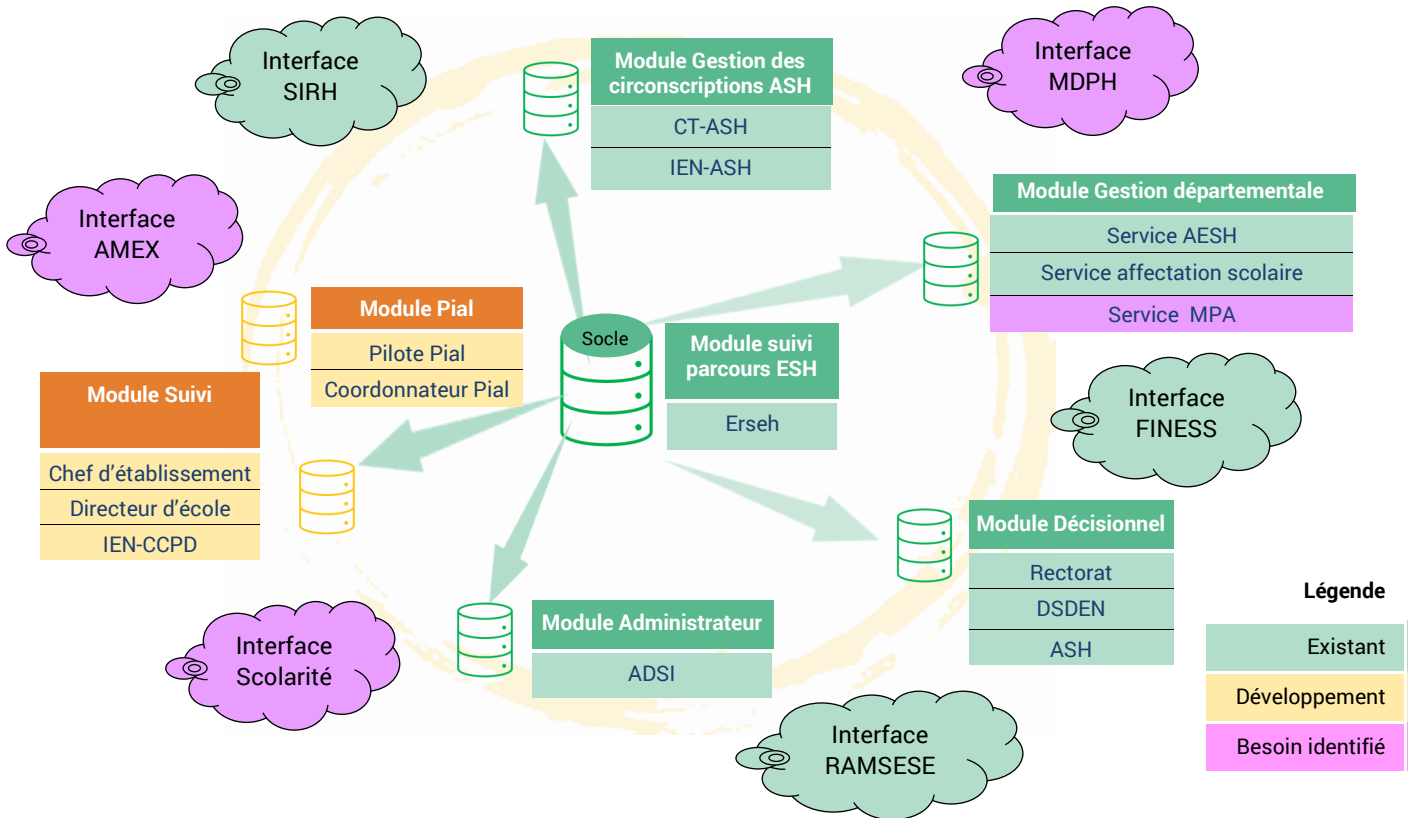 Interface
SIRH
Module Gestion des
circonscriptions ASH
CT-ASH
IEN-ASH
Interface
MDPH
Interface
AMEX
Module Gestion départementale
Service AESH
Service affectation scolaire
Service MPA
Module Pial
Pilote Pial
Coordonnateur Pial
Socle
Module suivi
parcours ESH
Erseh
Module Suivi
Chef d’établissement
Directeur d’école
IEN-CCPD
Interface
FINESS
Module Décisionnel
Rectorat
DSDEN
ASH
Interface
Scolarité
Module Administrateur
ADSI
Interface
RAMSESE
Légende
Existant
Développement
Besoin identifié